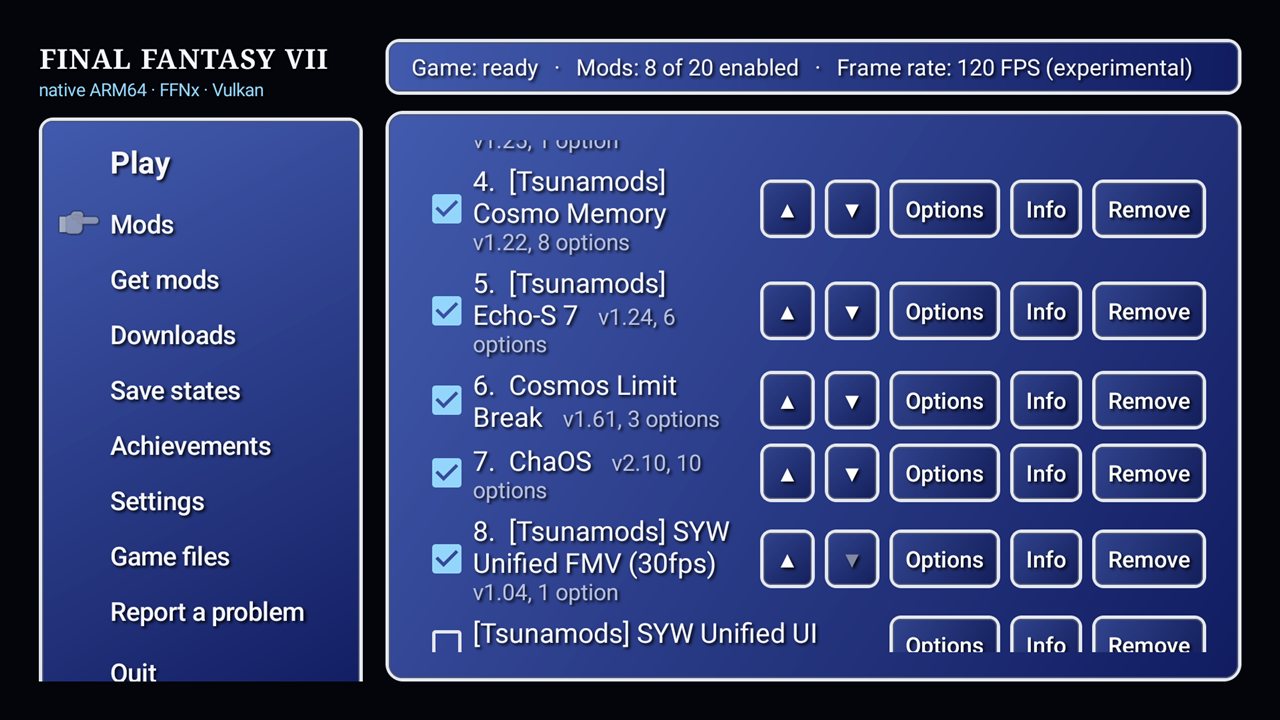 FINAL FANTASY VII
native ARM64 · FFNx · Vulkan
Game: ready · Mods: 8 of 20 enabled · Frame rate: 120 FPS (experimental)
Play
Mods
Get mods
Downloads
Save states
Achievements
Settings
Game files
Report a problem
Quit
v1.25, 1 option
4. [Tsunamods]
Cosmo Memory
v1.22, 8 options
▲ ▼ Options Info Remove
5. [Tsunamods]
Echo-S 7 v1.24, 6
options
▲ ▼ Options Info Remove
6. Cosmos Limit
Break v1.61, 3 options
▲ ▼ Options Info Remove
7. ChaOS v2.10, 10
options
▲ ▼ Options Info Remove
8. [Tsunamods] SYW
Unified FMV (30fps)
v1.04, 1 option
▲ ▼ Options Info Remove
[Tsunamods] SYW Unified UI
Options Info Remove